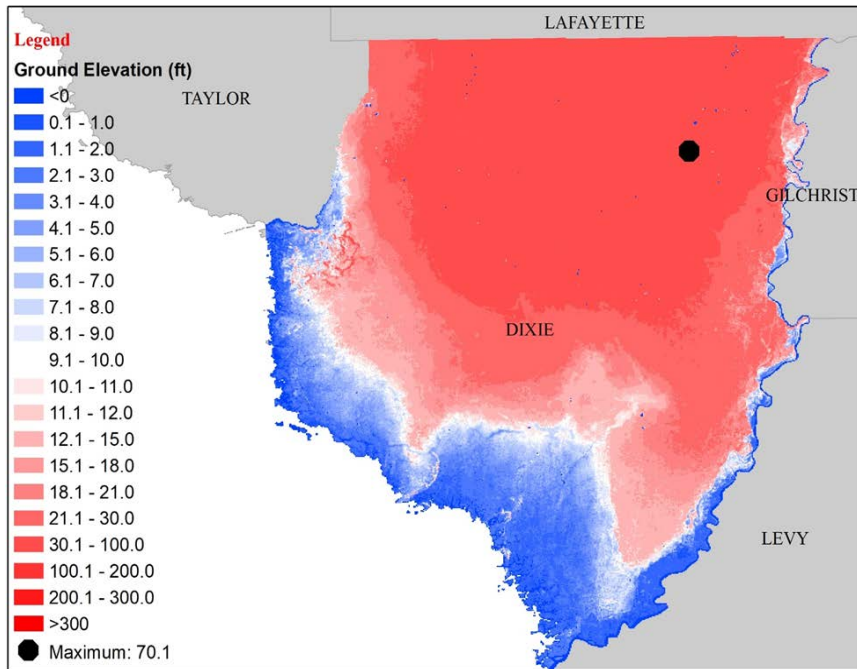 LAFAYETTE
Legend
Ground Elevation (ft)
<0
0.1 - 1.0
1.1 - 2.0
2.1 - 3.0
3.1 - 4.0
4.1 - 5.0
5.1 - 6.0
6.1 - 7.0
7.1 - 8.0
8.1 - 9.0
9.1 - 10.0
10.1 - 11.0
11.1 - 12.0
12.1 - 15.0
15.1 - 18.0
18.1 - 21.0
21.1 - 30.0
30.1 - 100.0
100.1 - 200.0
200.1 - 300.0
>300
Maximum: 70.1
TAYLOR
GILCHRIST
DIXIE
LEVY